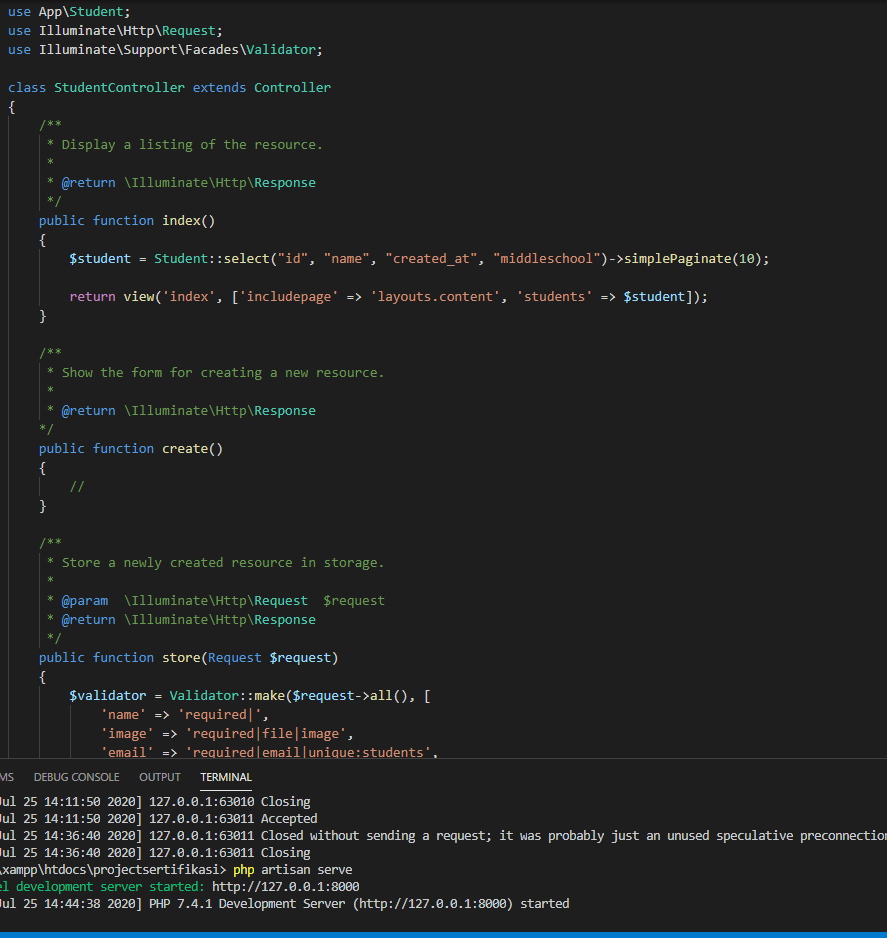 use App\Student;
use Illuminate\Http\Request;
use Illuminate\Support\Facades\Validator;
class StudentController extends Controller
{
/**
* Display a listing of the resource.
*
* @return \Illuminate\Http\Response
*/
public function index()
{
$student = Student::select("id", "name", "created_at", "middleschool")->simplePaginate(10);
return view('index', ['includepage' => 'layouts.content', 'students' => $student]);
}
/**
* Show the form for creating a new resource.
*
* @return \Illuminate\Http\Response
*/
public function create()
{
//
}
/**
* Store a newly created resource in storage.
*
* @param  \Illuminate\Http\Request  $request
* @return \Illuminate\Http\Response
*/
public function store(Request $request)
{
$validator = Validator::make($request->all(), [
'name' => 'required|',
'image' => 'required|file|image',
'email' => 'required|email|unique:students',
MS DEBUG CONSOLE OUTPUT TERMINAL
Jul 25 14:11:50 2020] 127.0.0.1:63010 Closing
Jul 25 14:11:50 2020] 127.0.0.1:63011 Accepted
Jul 25 14:36:40 2020] 127.0.0.1:63011 Closed without sending a request; it was probably just an unused speculative preconnection
Jul 25 14:36:40 2020] 127.0.0.1:63011 Closing
\xampp\htdocs\projectsertifikasi> php artisan serve
el development server started: http://127.0.0.1:8000
Jul 25 14:44:38 2020] PHP 7.4.1 Development Server (http://127.0.0.1:8000) started